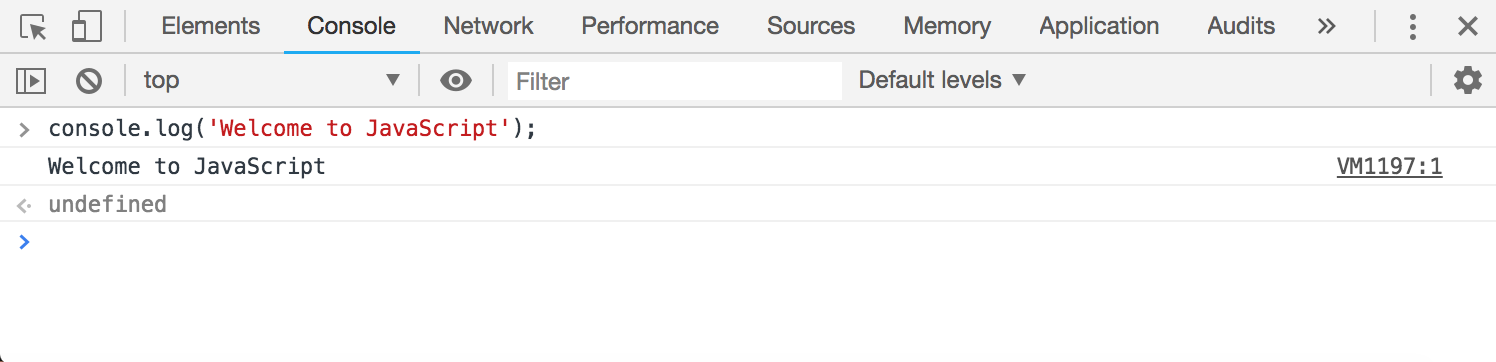 Elements Console Network Performance Sources Memory Application Audits »
top ▼ Filter Default levels ▼
> console.log('Welcome to JavaScript');
Welcome to JavaScript VM1197:1
<· undefined
>